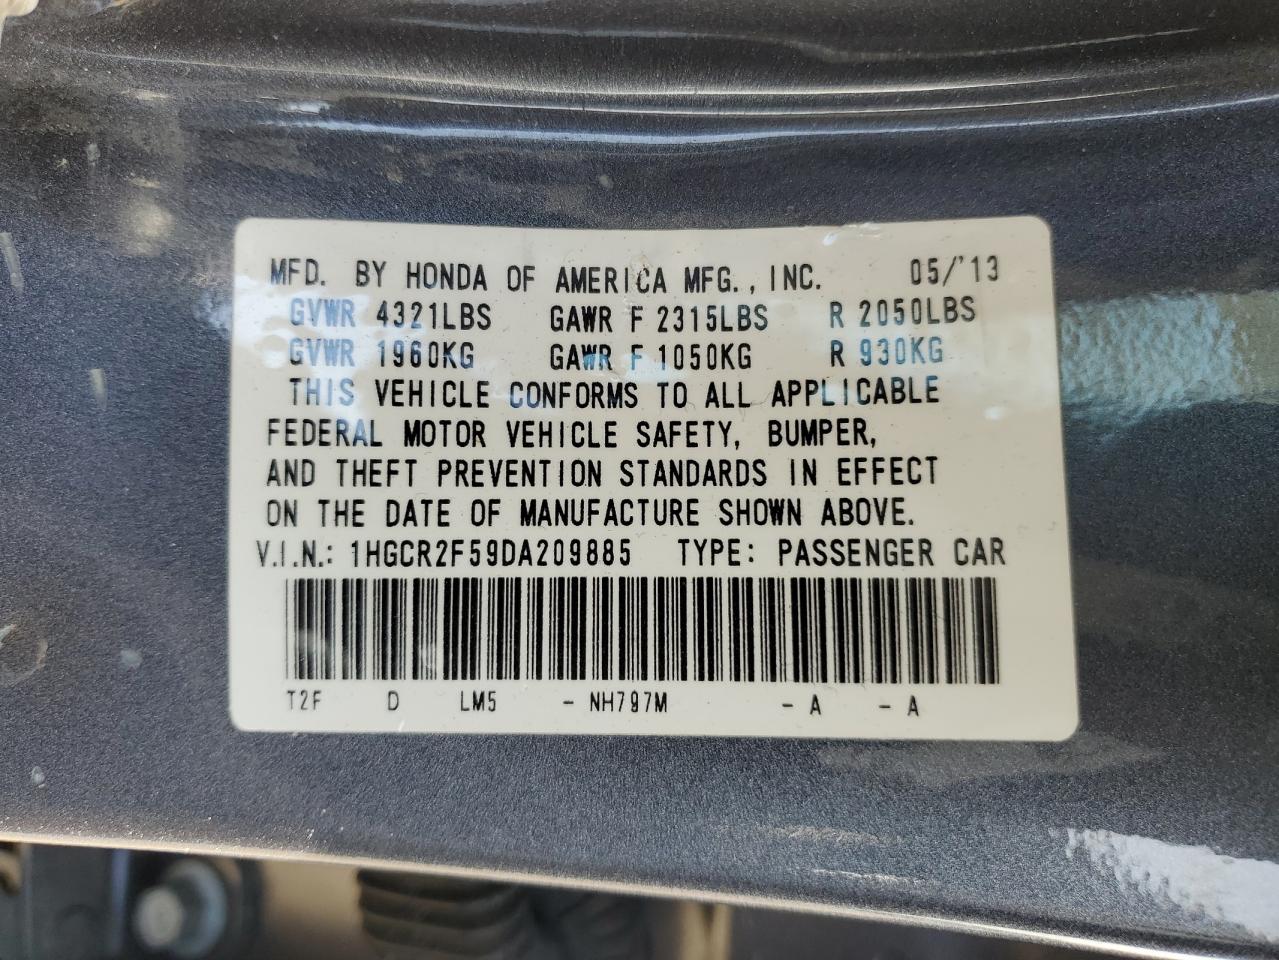 MFD. BY HONDA OF AMERICA MFG., INC. 05/'13
GVWR 4321LBS GAWR F 2315LBS R 2050LBS
GVWR 1960KG GAWR F 1050KG R 930KG
THIS VEHICLE CONFORMS TO ALL APPLICABLE
FEDERAL MOTOR VEHICLE SAFETY, BUMPER,
AND THEFT PREVENTION STANDARDS IN EFFECT
ON THE DATE OF MANUFACTURE SHOWN ABOVE.
V.I.N.: 1HGCR2F59DA209885 TYPE: PASSENGER CAR
T2F D LM5 - NH797M - A - A